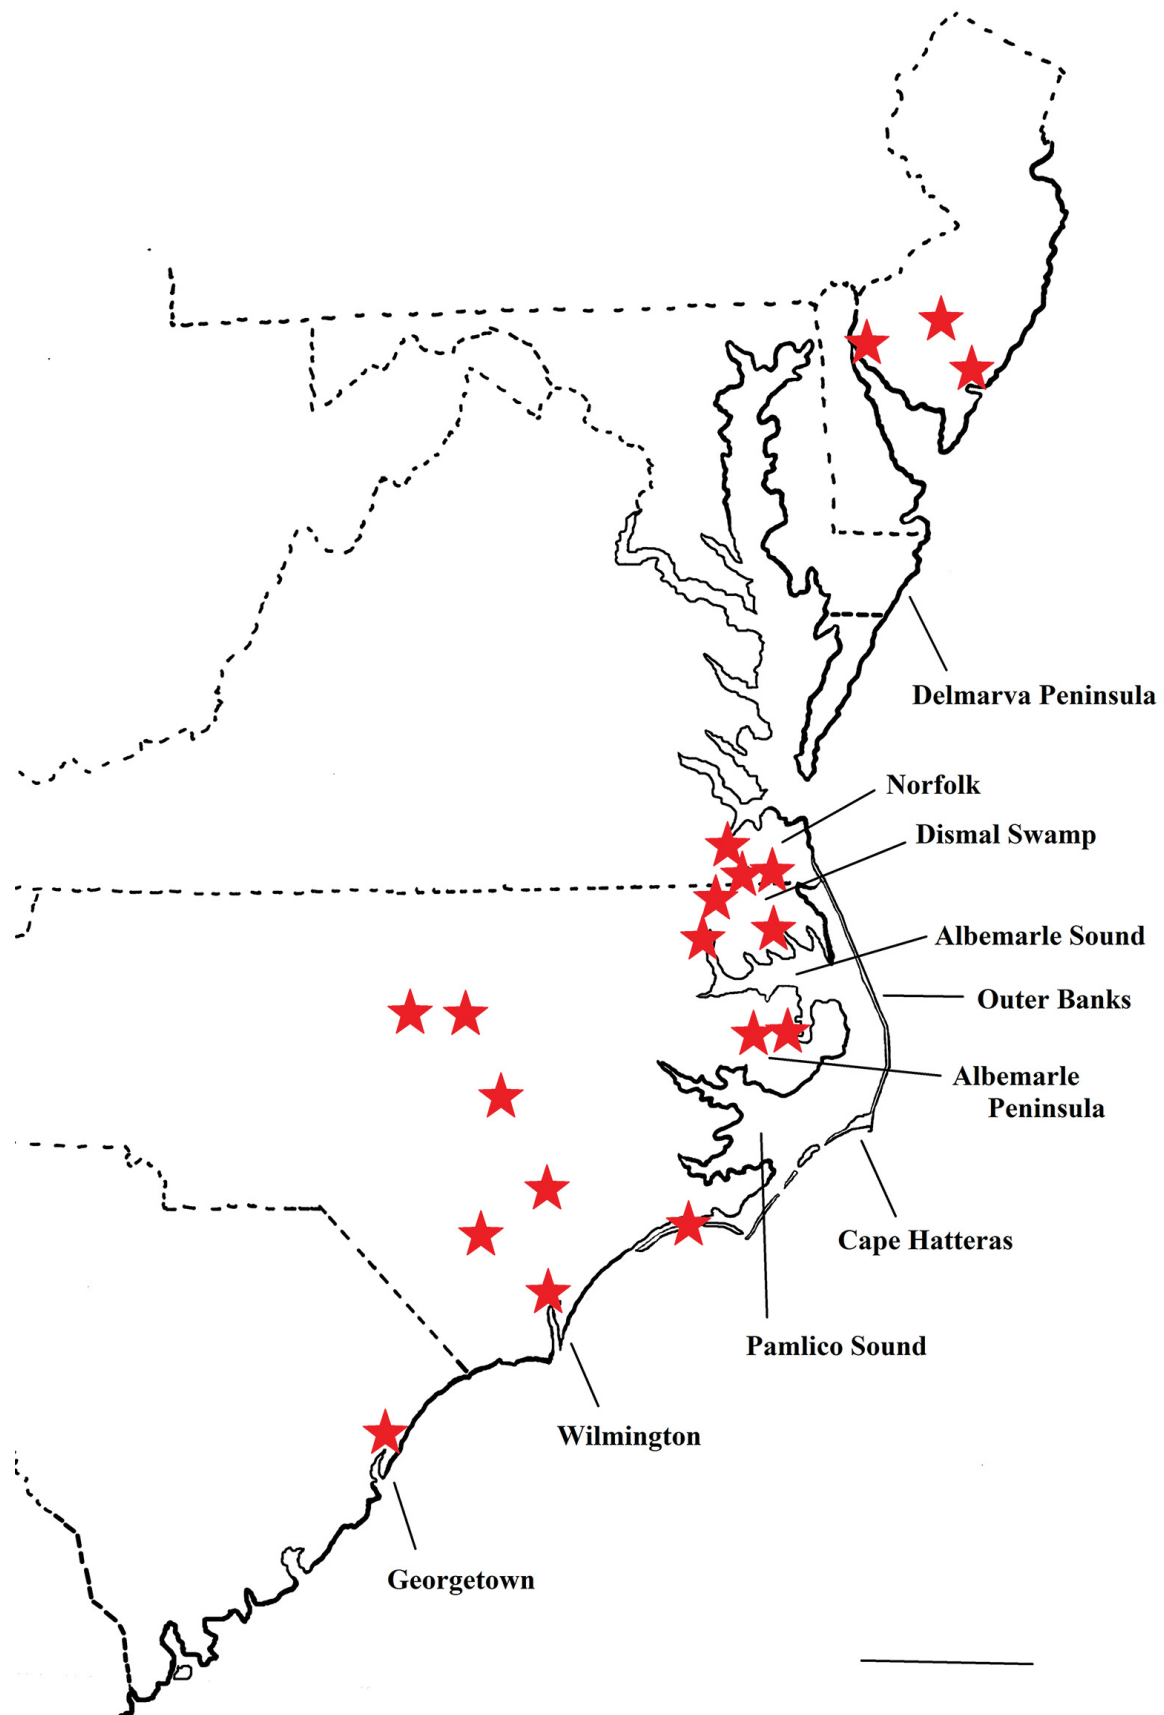 Delmarva Peninsula
Norfolk
Dismal Swamp
Albemarle Sound
Outer Banks
Albemarle
Peninsula
Cape Hatteras
Pamlico Sound
Wilmington
Georgetown